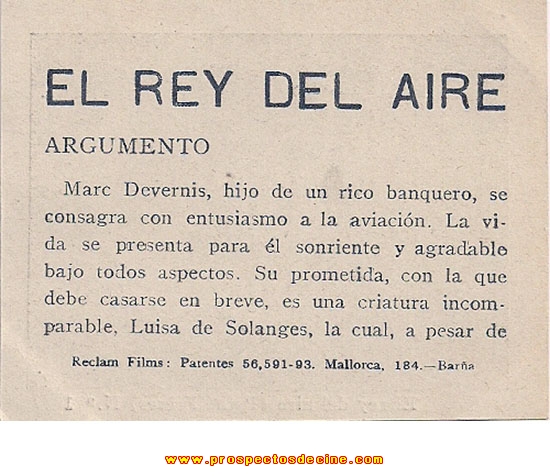 EL REY DEL AIRE
ARGUMENTO
Marc Devernis, hijo de un rico banquero, se
consagra con entusiasmo a la aviación. La vi-
da se presenta para él sonriente y agradable
bajo todos aspectos. Su prometida, con la que
debe casarse en breve, es una criatura incom-
parable, Luisa de Solanges, la cual, a pesar de
Reclam Films: Patentes 56,591-93. Mallorca, 184.—Barña
www.prospectosdecine.com